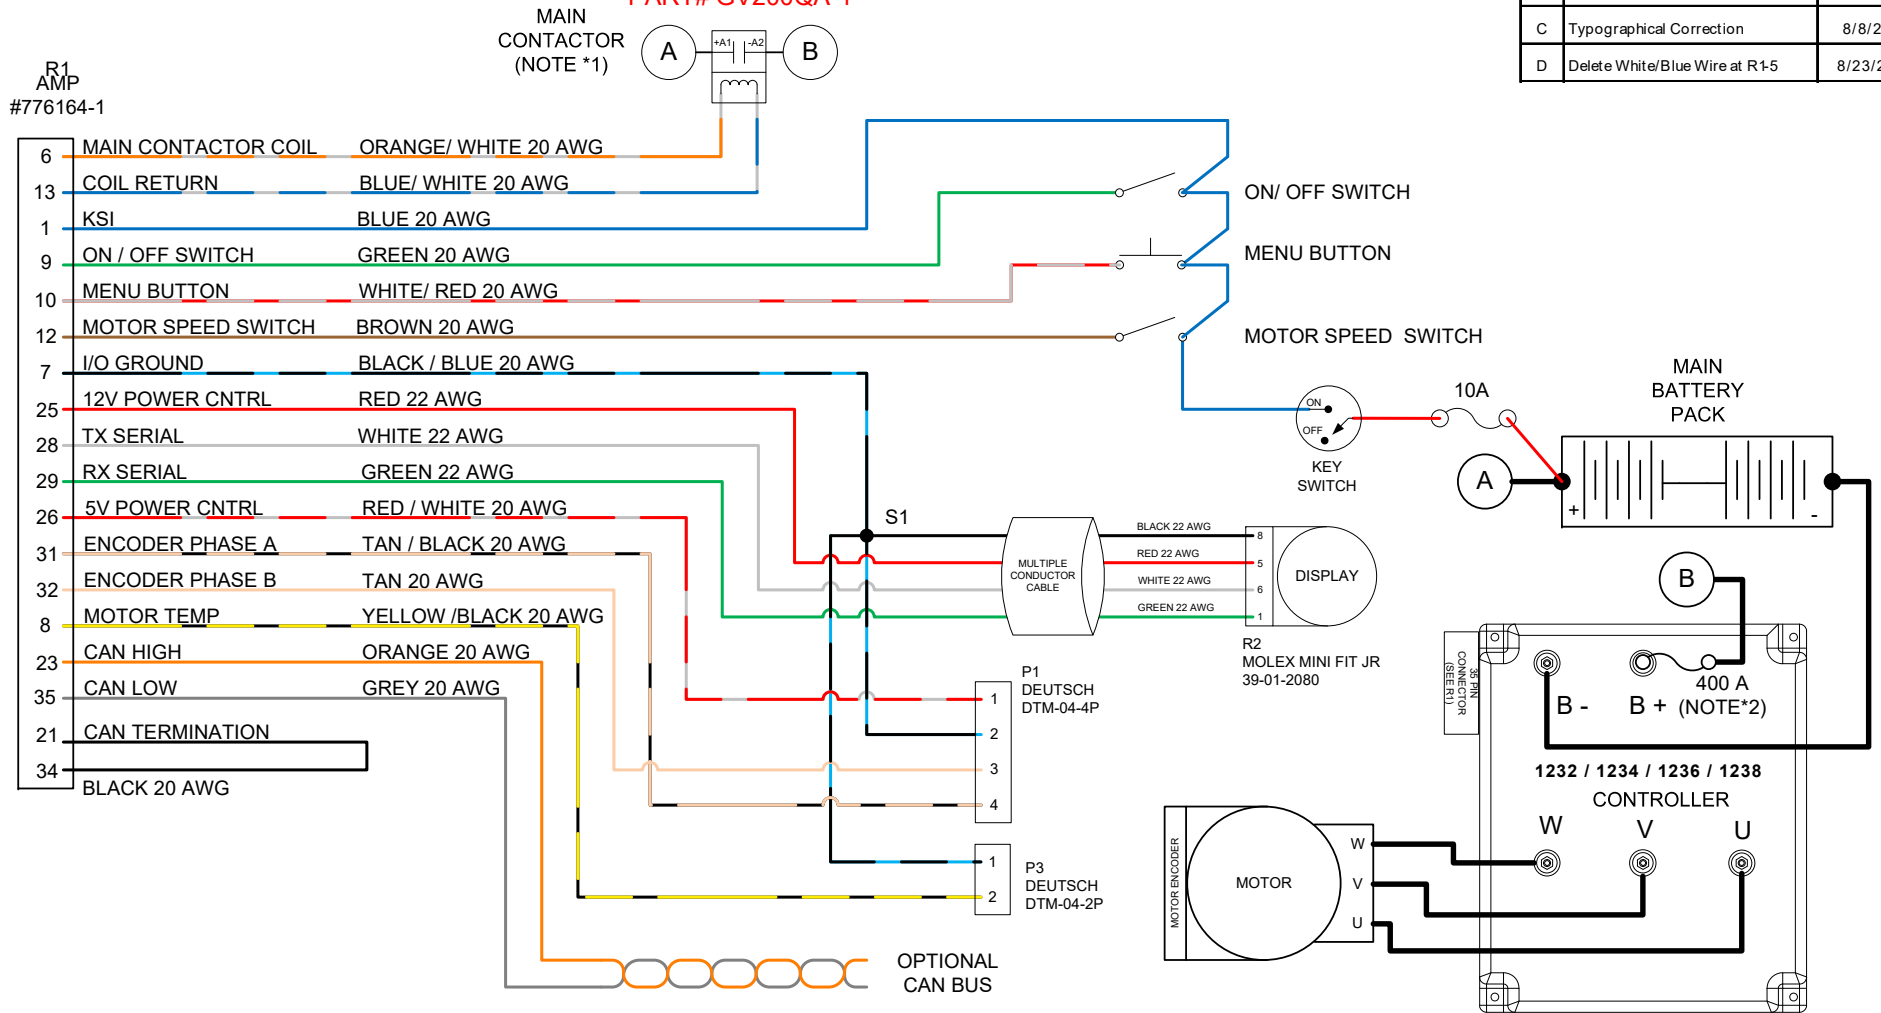 MAIN
CONTACTOR
(NOTE *1)
A
+A1
-A2
B
C Typographical Correction
D Delete White/Blue Wire at R1-5
R1
AMP
#776164-1
6 MAIN CONTACTOR COIL ORANGE/ WHITE 20 AWG
13 COIL RETURN BLUE/ WHITE 20 AWG
1 KSI BLUE 20 AWG
9 ON / OFF SWITCH GREEN 20 AWG
10 MENU BUTTON WHITE/ RED 20 AWG
12 MOTOR SPEED SWITCH BROWN 20 AWG
7 I/O GROUND BLACK / BLUE 20 AWG
25 12V POWER CNTRL RED 22 AWG
28 TX SERIAL WHITE 22 AWG
29 RX SERIAL GREEN 22 AWG
26 5V POWER CNTRL RED / WHITE 20 AWG
31 ENCODER PHASE A TAN / BLACK 20 AWG
32 ENCODER PHASE B TAN 20 AWG
8 MOTOR TEMP YELLOW /BLACK 20 AWG
23 CAN HIGH ORANGE 20 AWG
35 CAN LOW GREY 20 AWG
21 CAN TERMINATION
34
BLACK 20 AWG
ON/ OFF SWITCH
MENU BUTTON
MOTOR SPEED SWITCH
ON
OFF
KEY
SWITCH
10A
MAIN
BATTERY
PACK
A
+
-
S1
MULTIPLE
CONDUCTOR
CABLE
BLACK 22 AWG 8
RED 22 AWG 5
WHITE 22 AWG 6
GREEN 22 AWG 1
DISPLAY
R2
MOLEX MINI FIT JR
39-01-2080
1
2
3
4
P1
DEUTSCH
DTM-04-4P
1
2
P3
DEUTSCH
DTM-04-2P
OPTIONAL
CAN BUS
B
35 PIN
CONNECTOR
(SEE R1)
B -
B +
400 A
(NOTE*2)
1232 / 1234 / 1236 / 1238
CONTROLLER
W
V
U
MOTOR ENCODER
MOTOR
W
V
U